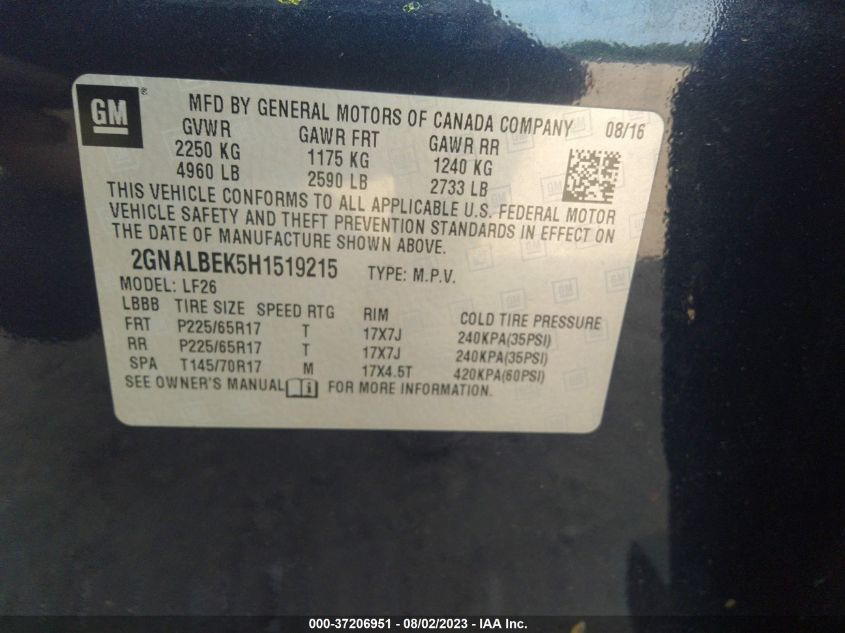 GM ® MFD BY GENERAL MOTORS OF CANADA COMPANY 08/16
GVWR GAWR FRT GAWR RR
2250 KG 1175 KG 1240 KG
4960 LB 2590 LB 2733 LB
THIS VEHICLE CONFORMS TO ALL APPLICABLE U.S. FEDERAL MOTOR
VEHICLE SAFETY AND THEFT PREVENTION STANDARDS IN EFFECT ON
THE DATE OF MANUFACTURE SHOWN ABOVE.
2GNALBEK5H1519215 TYPE: M.P.V.
MODEL: LF26
LBBB TIRE SIZE SPEED RTG RIM COLD TIRE PRESSURE
FRT P225/65R17 T 17X7J 240KPA(35PSI)
RR P225/65R17 T 17X7J 240KPA(35PSI)
SPA T145/70R17 M 17X4.5T 420KPA(60PSI)
SEE OWNER'S MANUAL i FOR MORE INFORMATION.
000-37206951 - 08/02/2023 - IAA Inc.